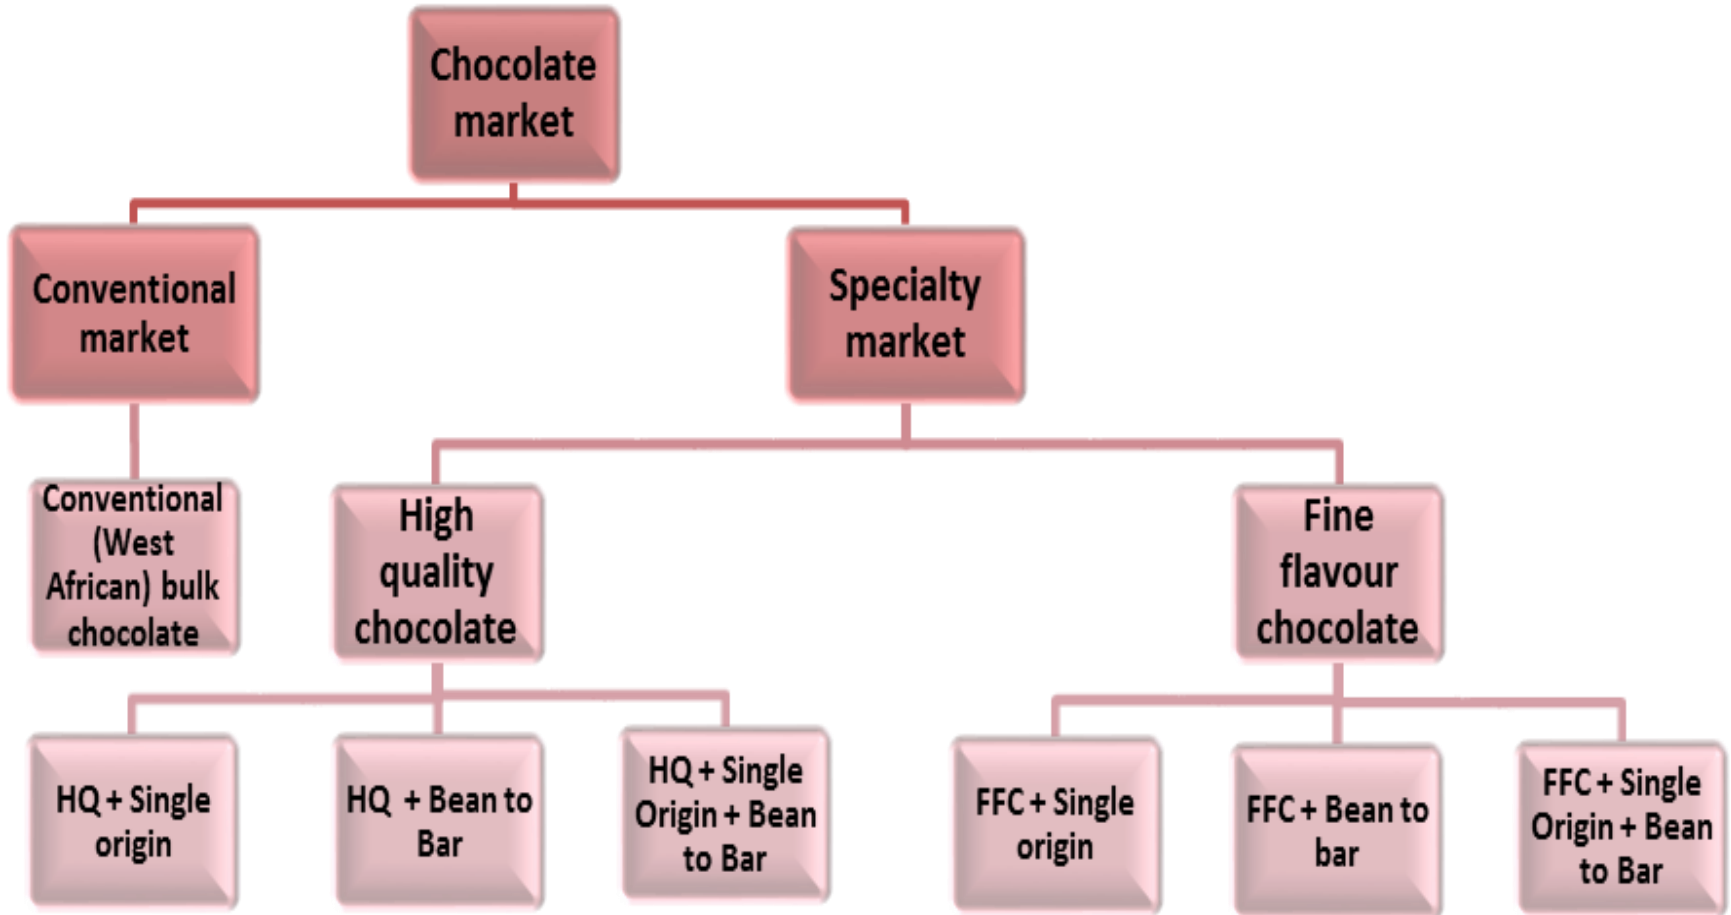 Chocolate
market
Conventional
market
Specialty
market
Conventional
(West
African) bulk
chocolate
High
quality
chocolate
Fine
flavour
chocolate
HQ + Single
origin
HQ + Bean to
Bar
HQ + Single
Origin + Bean
to Bar
FFC + Single
origin
FFC + Bean to
bar
FFC + Single
Origin + Bean
to Bar